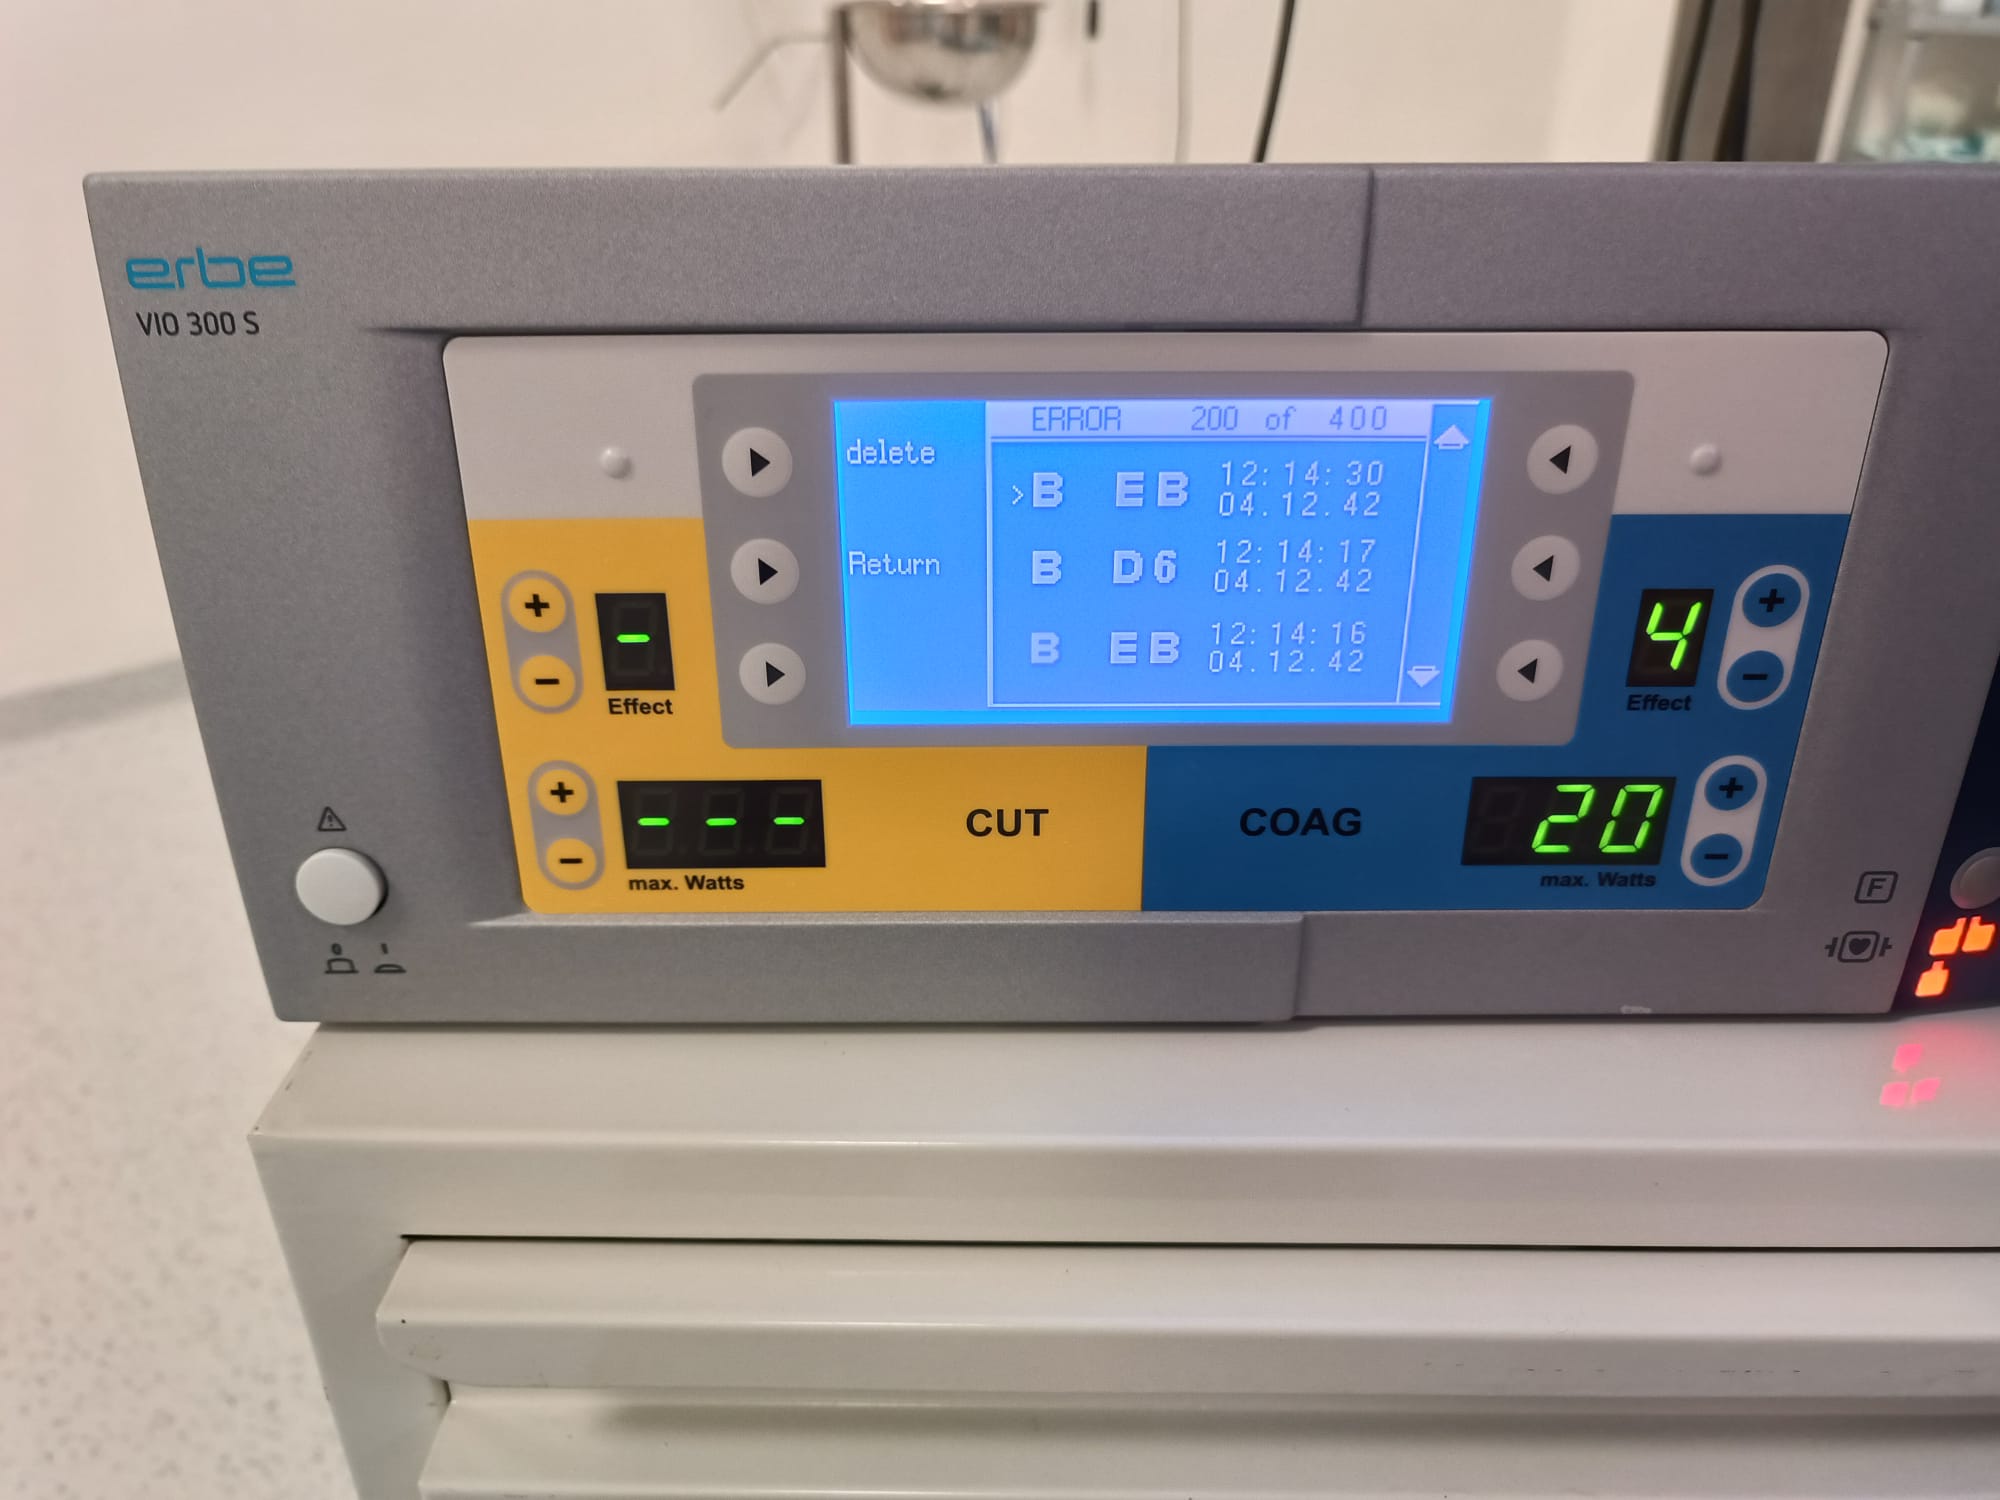 erbe
VIO 300 S
ERROR 200 of 400
delete
>B EB 12:14:30
04.12.42
Return
B D6 12:14:17
04.12.42
B EB 12:14:16
04.12.42
+
-
-
Effect
4
+
-
Effect
+
-
---
max. Watts
CUT
COAG
20
max. Watts
+
-
0 I
F